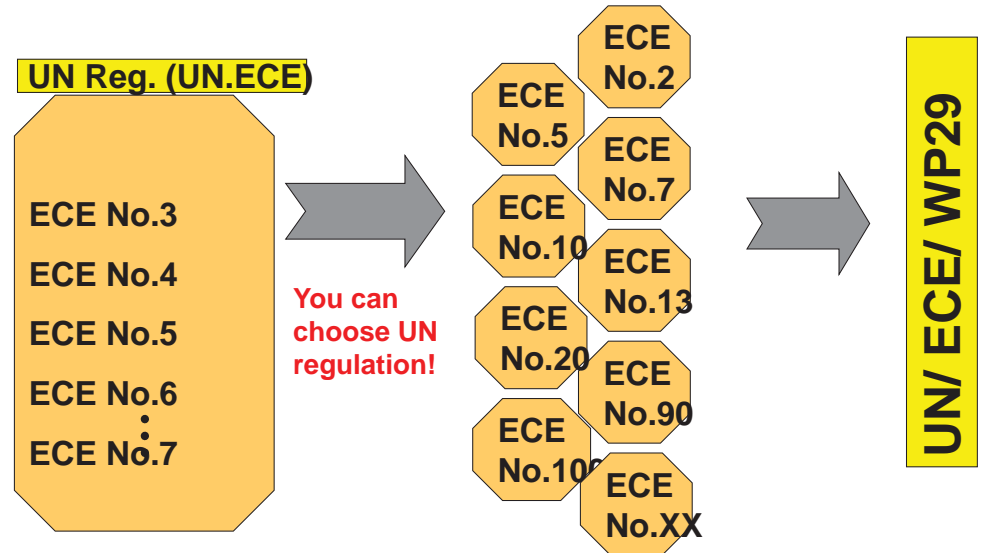 UN Reg. (UN.ECE)
ECE No.3
ECE No.4
ECE No.5
ECE No.6
ECE No.7
You can
choose UN
regulation!
ECE
No.2
ECE
No.5
ECE
No.7
ECE
No.10
ECE
No.13
ECE
No.20
ECE
No.90
ECE
No.100
ECE
No.XX
UN/ ECE/ WP29